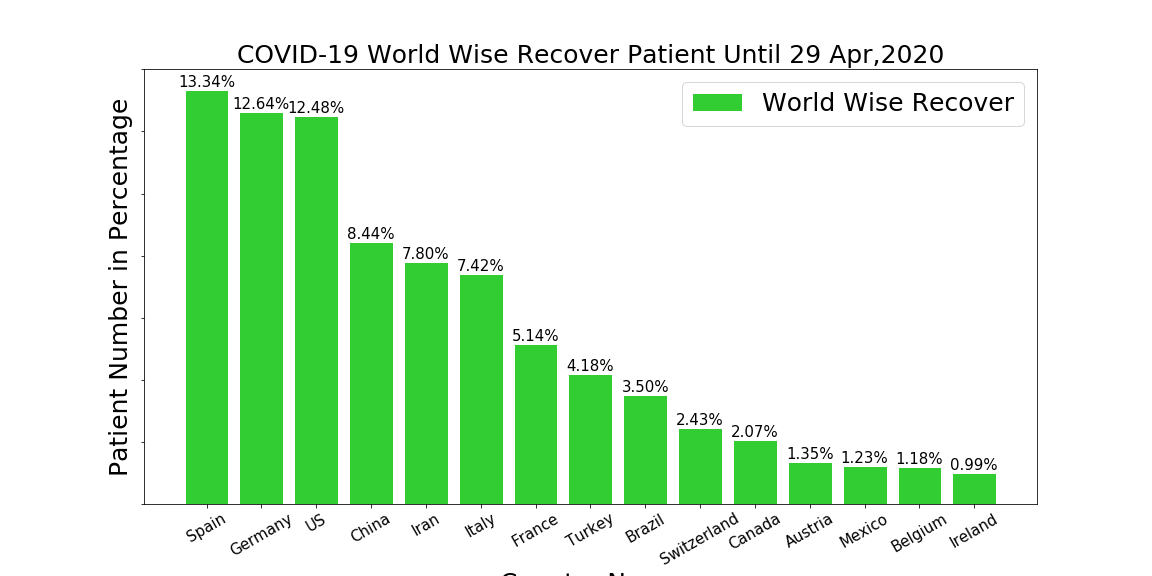 COVID-19 World Wise Recover Patient Until 29 Apr,2020
World Wise Recover
Patient Number in Percentage
13.34%
12.64%
12.48%
8.44%
7.80%
7.42%
5.14%
4.18%
3.50%
2.43%
2.07%
1.35%
1.23%
1.18%
0.99%
Spain
Germany
US
China
Iran
Italy
France
Turkey
Brazil
Switzerland
Canada
Austria
Mexico
Belgium
Ireland